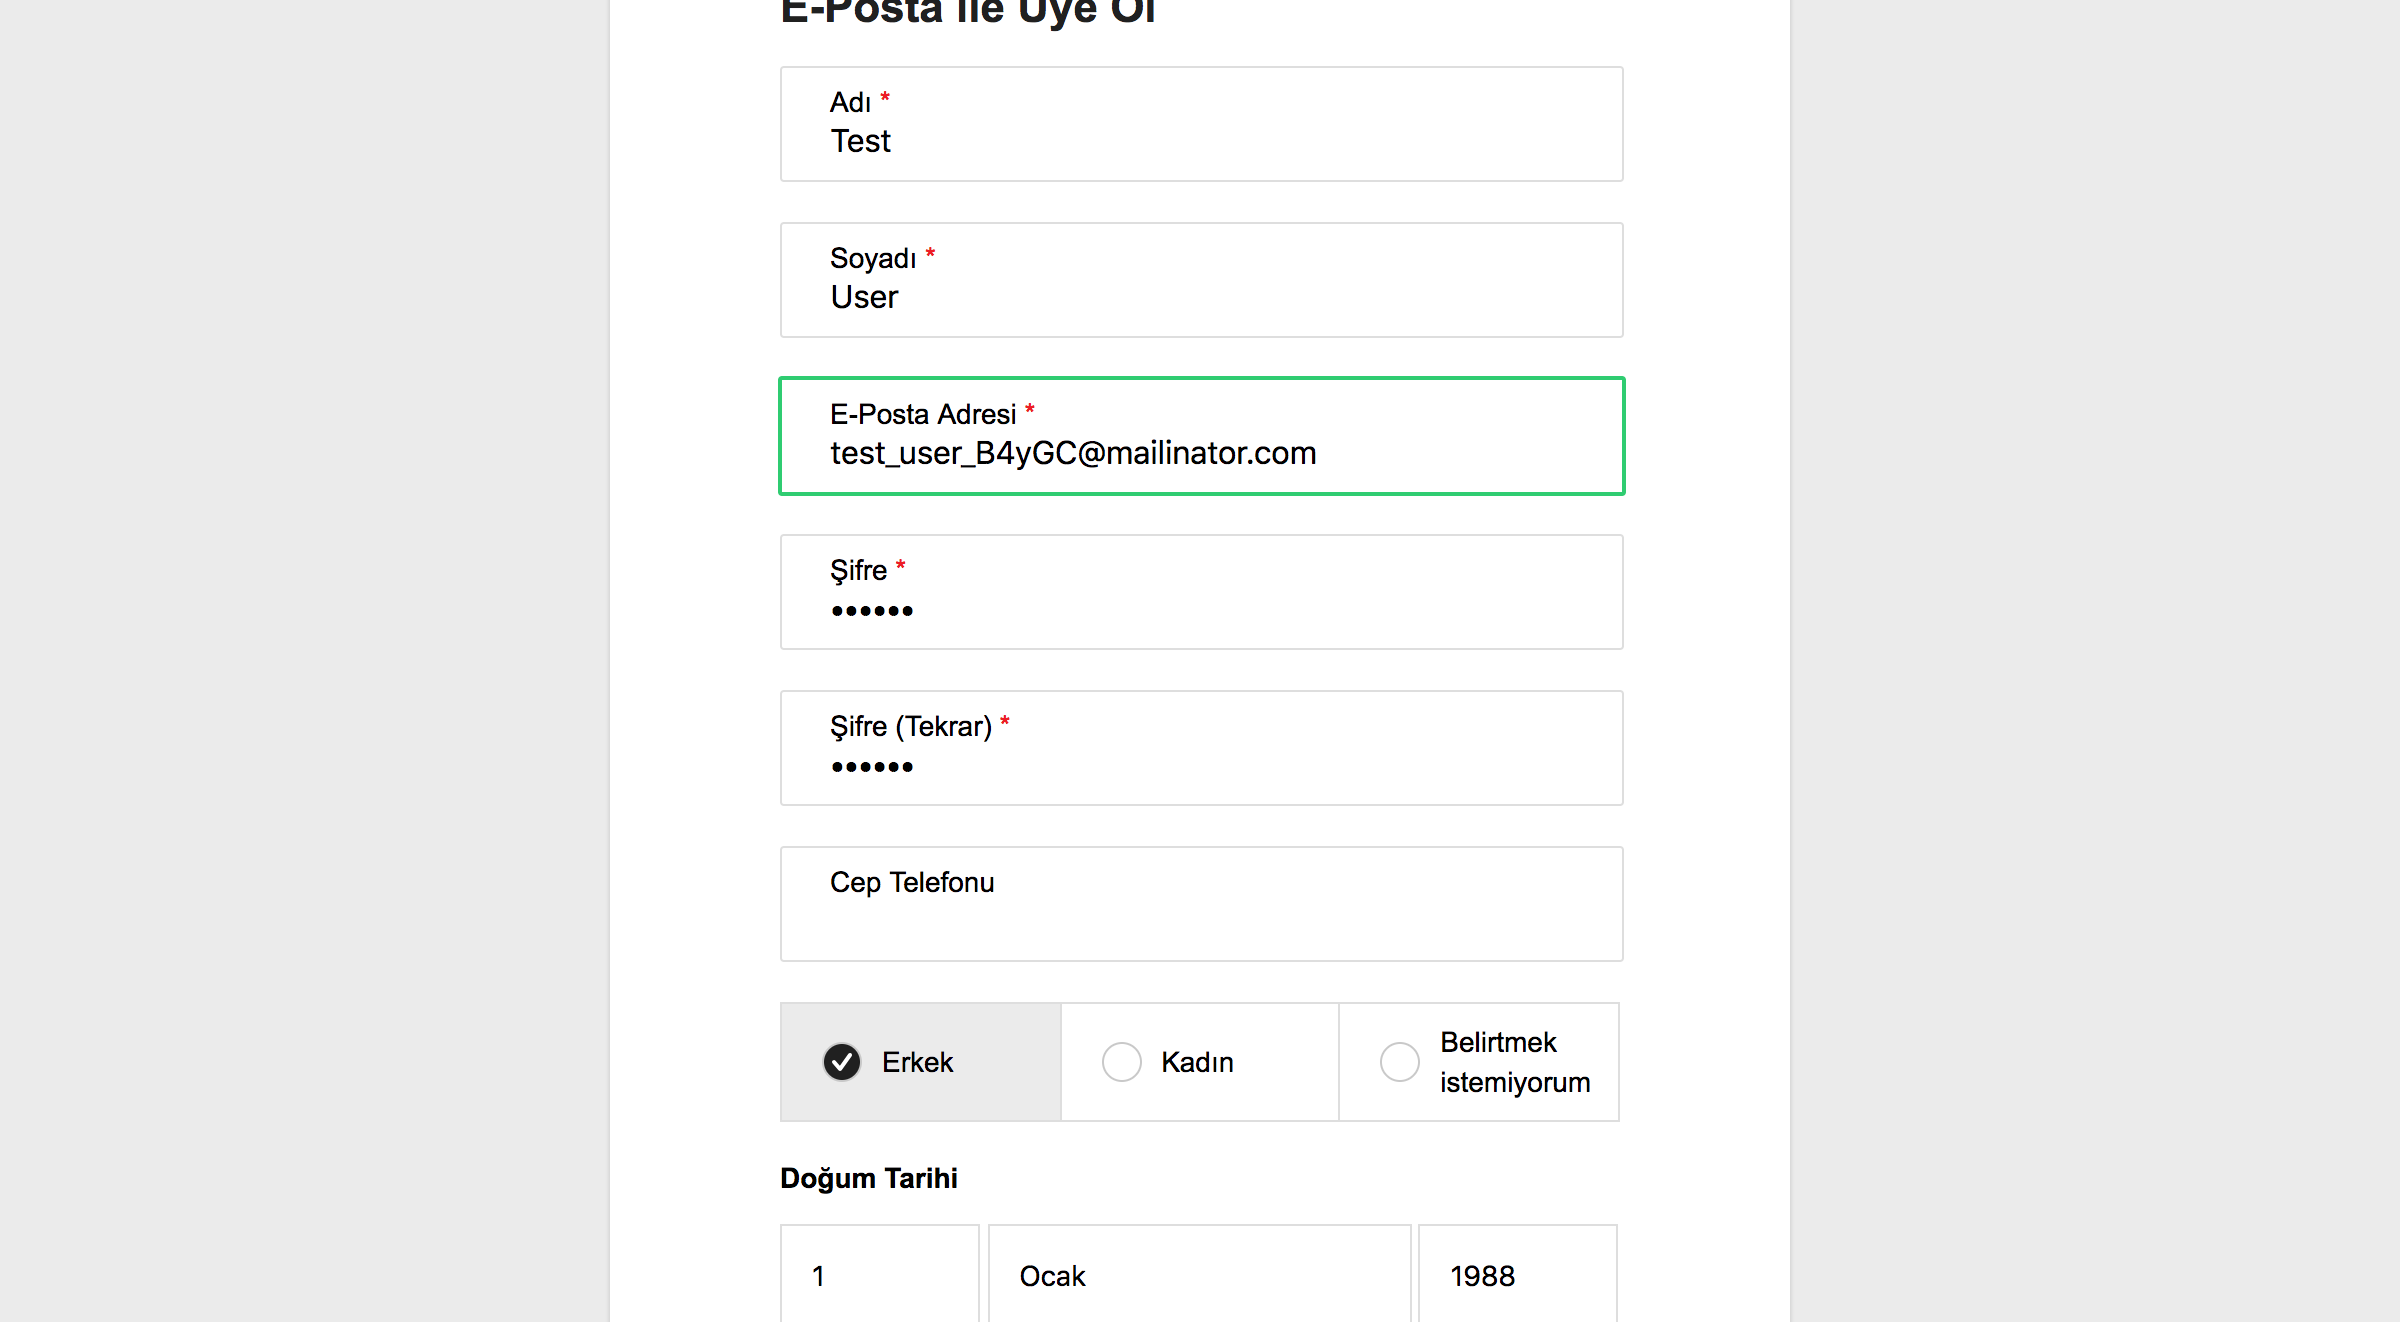 E-Posta ile Üye Ol
Adı *
Test
Soyadı *
User
E-Posta Adresi *
test_user_B4yGC@mailinator.com
Şifre *
••••••
Şifre (Tekrar) *
••••••
Cep Telefonu
Erkek
Kadın
Belirtmek
istemiyorum
Doğum Tarihi
1
Ocak
1988